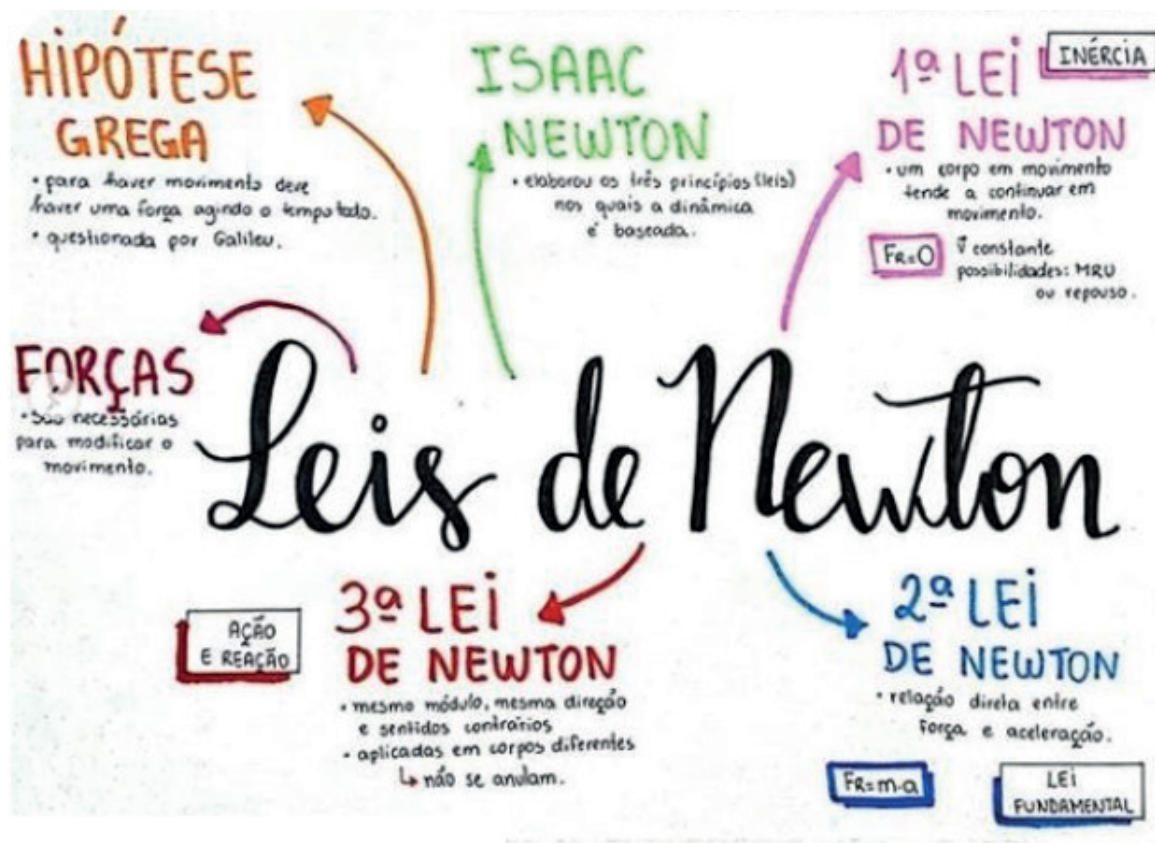 HIPÓTESE
GREGA
• para haver movimento deve
haver uma força agindo o tempo todo.
• questionada por Galileu.
ISAAC
NEWTON
• elaborou os três princípios (leis)
nos quais a dinâmica
é baseada.
1ª LEI
INÉRCIA
DE NEWTON
• um corpo em movimento
tende a continuar em
movimento.
FR=0
v⃗ constante
possibilidades: MRU
ou repouso.
FORÇAS
• São necessárias
para modificar o
movimento.
Leis de Newton
AÇÃO
E REAÇÃO
3ª LEI
DE NEWTON
• mesmo módulo, mesma direção
e sentidos contrários
• aplicadas em corpos diferentes
↳ não se anulam.
2ª LEI
DE NEWTON
• relação direta entre
força e aceleração.
FR=m·a
LEI
FUNDAMENTAL